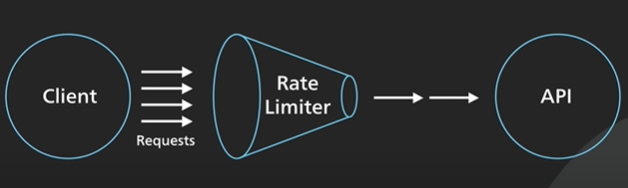 Client
Requests
Rate
Limiter
API